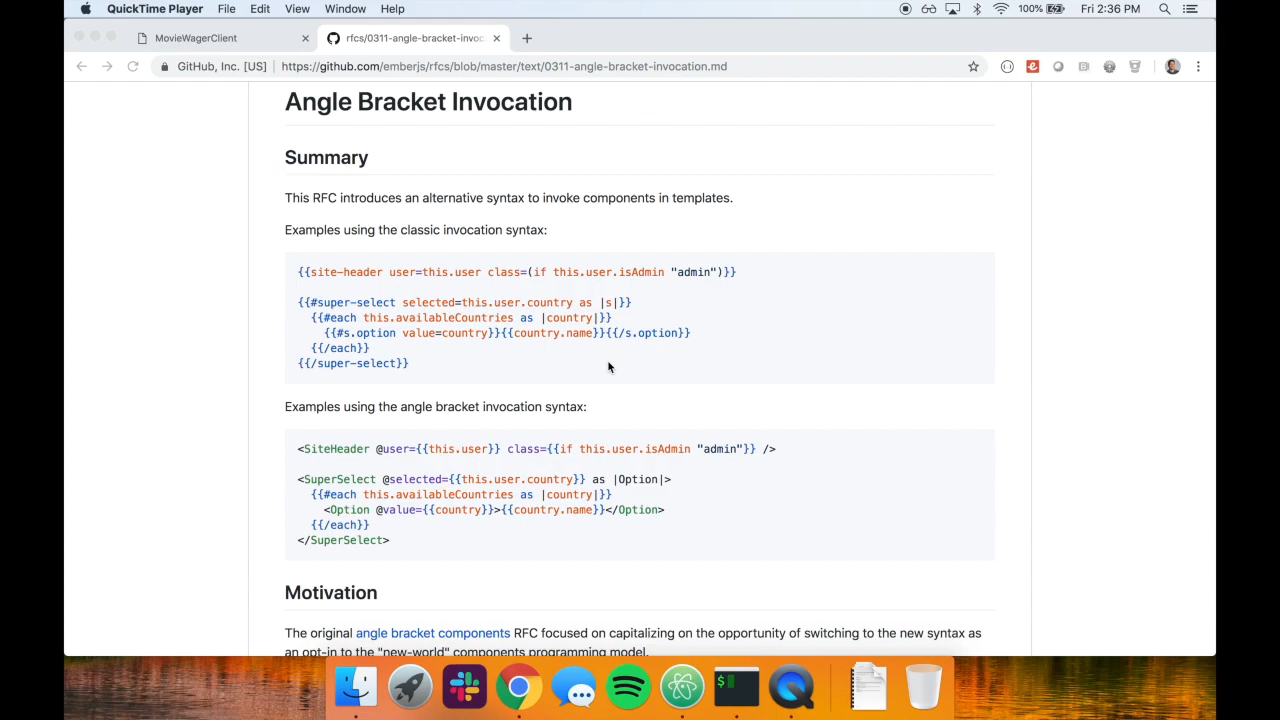 QuickTime Player File Edit View Window Help 100% Fri 2:36 PM
MovieWagerClient rfcs/0311-angle-bracket-invoc
GitHub, Inc. [US] https://github.com/emberjs/rfcs/blob/master/text/0311-angle-bracket-invocation.md
Angle Bracket Invocation
Summary
This RFC introduces an alternative syntax to invoke components in templates.
Examples using the classic invocation syntax:
{{site-header user=this.user class=(if this.user.isAdmin "admin")}}
{{#super-select selected=this.user.country as |s|}}
{{#each this.availableCountries as |country|}}
{{#s.option value=country}}{{country.name}}{{/s.option}}
{{/each}}
{{/super-select}}
Examples using the angle bracket invocation syntax:
<SiteHeader @user={{this.user}} class={{if this.user.isAdmin "admin"}} />
<SuperSelect @selected={{this.user.country}} as |Option|>
{{#each this.availableCountries as |country|}}
<Option @value={{country}}>{{country.name}}</Option>
{{/each}}
</SuperSelect>
Motivation
The original angle bracket components RFC focused on capitalizing on the opportunity of switching to the new syntax as
an opt-in to the "new-world" components programming model.
$